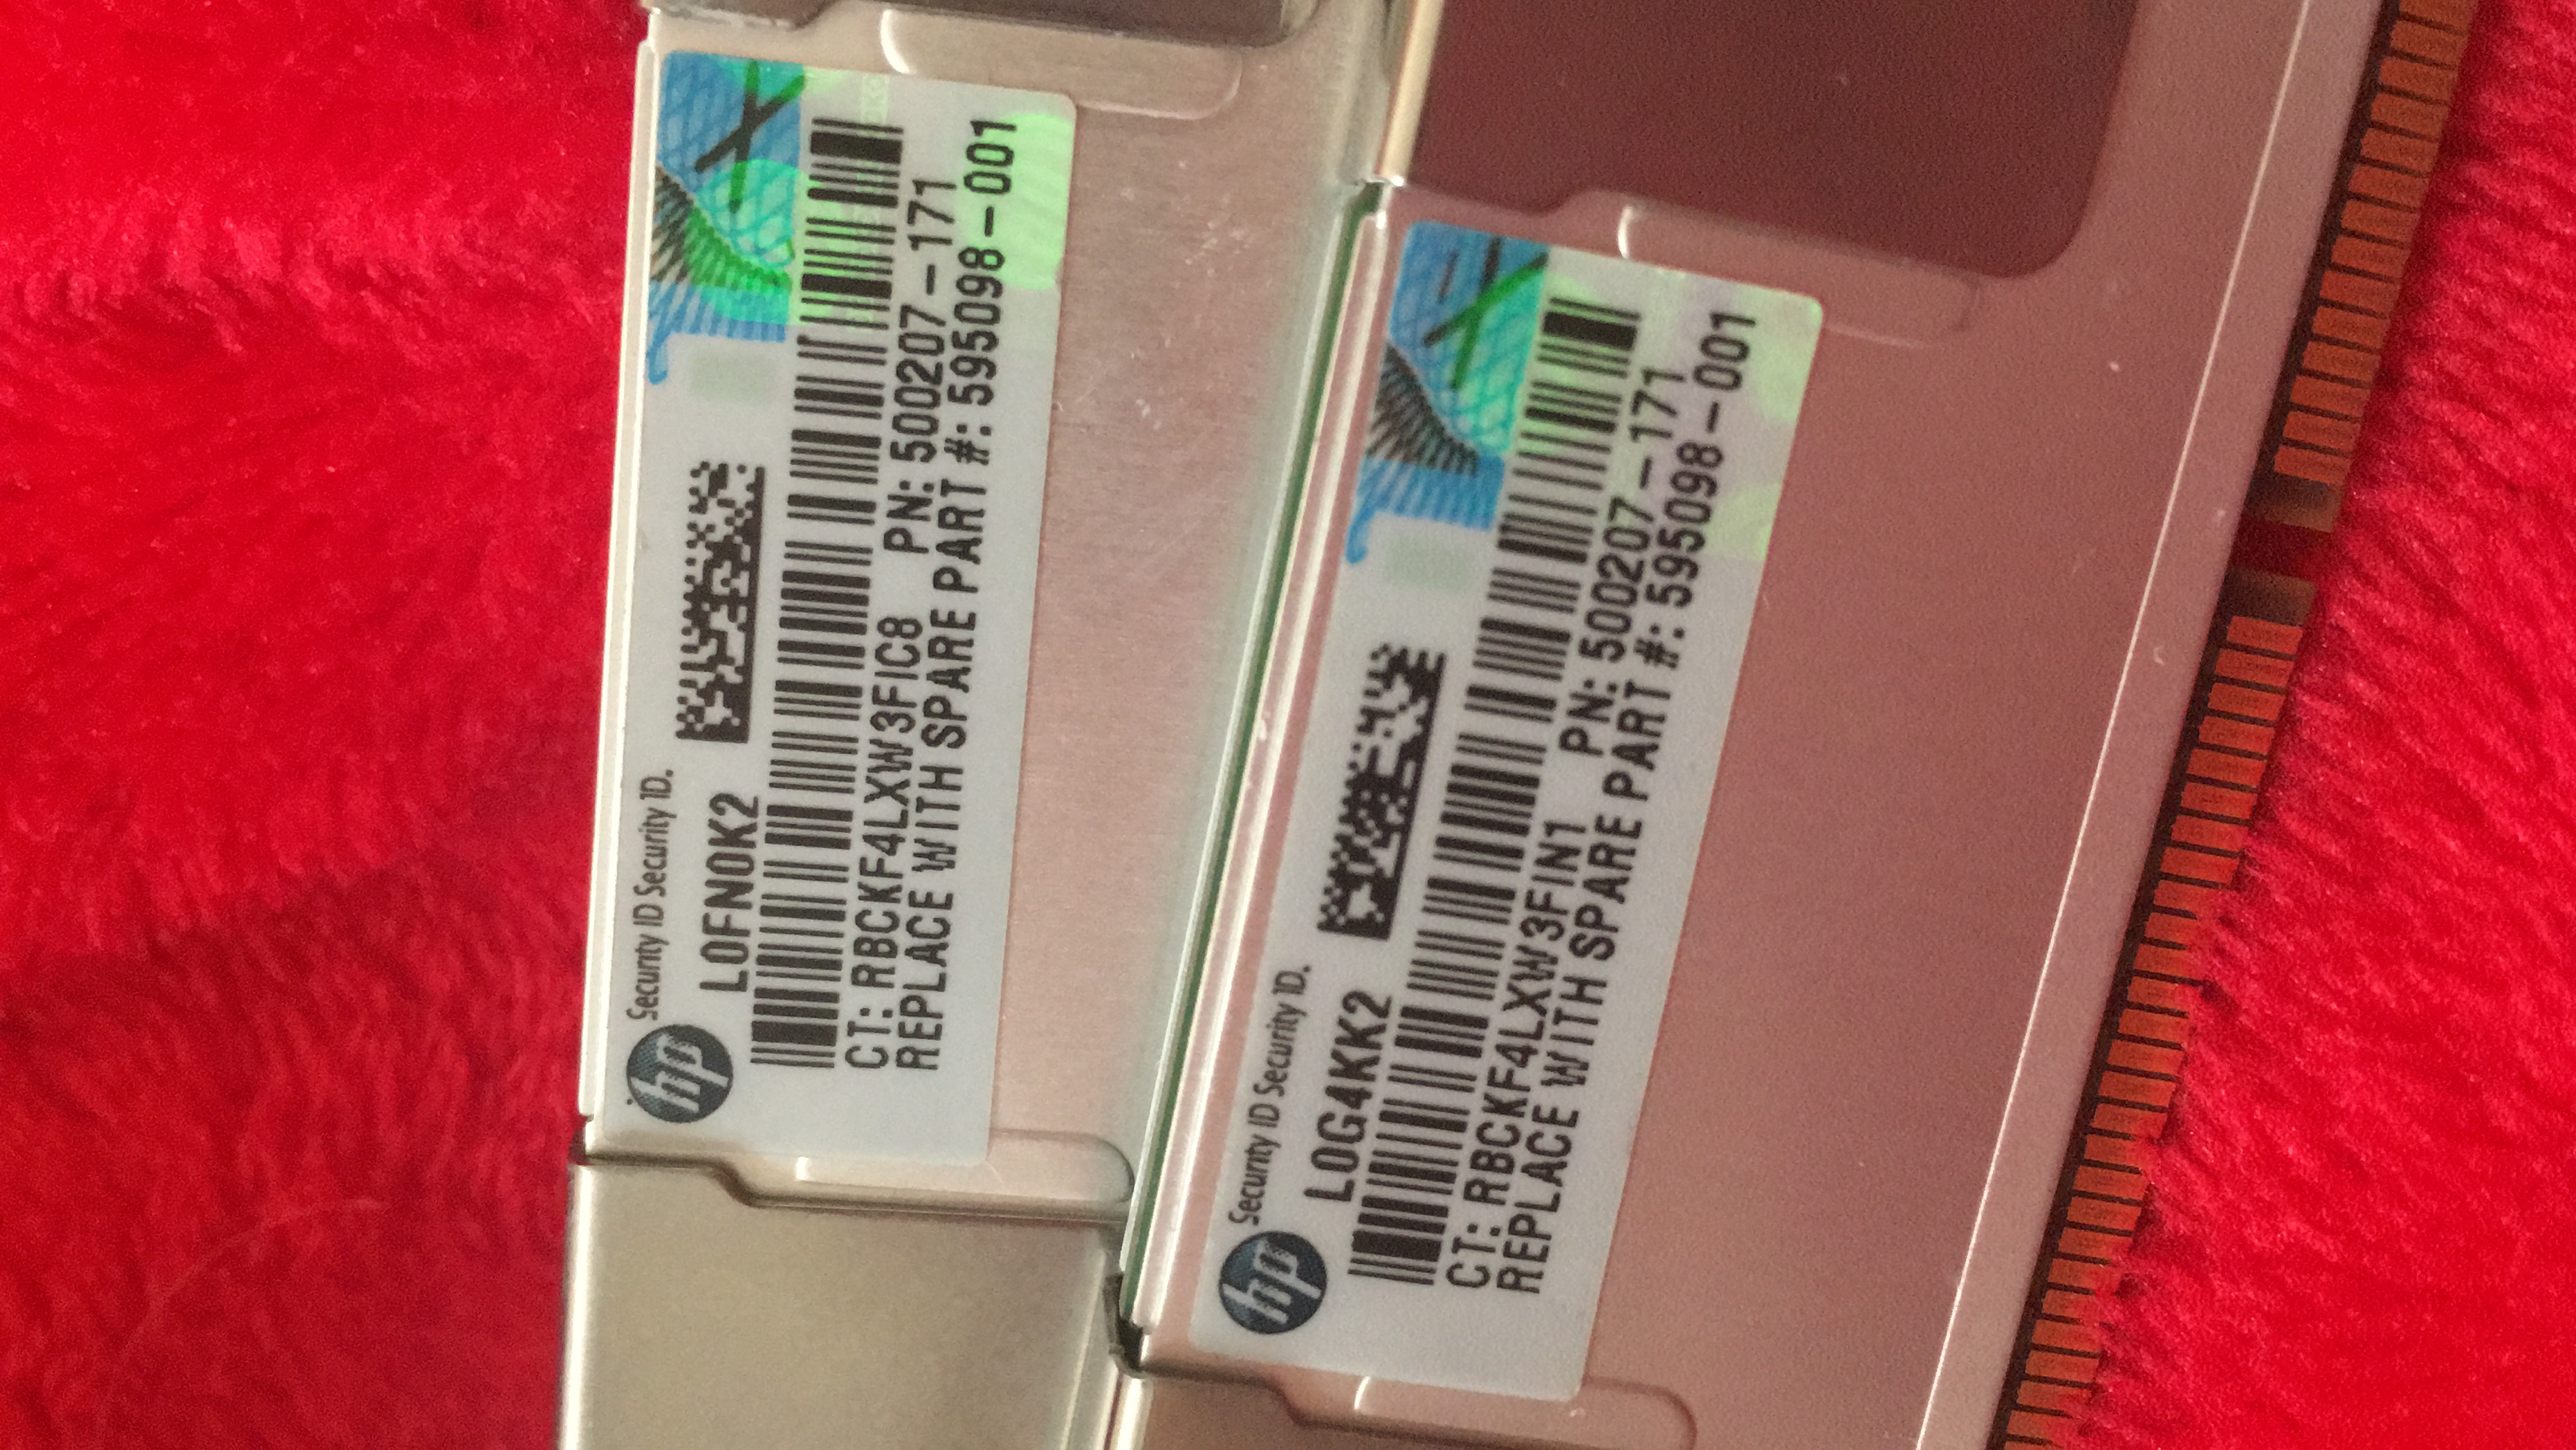 hp
Security ID Security ID.
L0FN0K2
CT: RBCKF4LXW3FIC8 PN: 500207-171
REPLACE WITH SPARE PART #: 595098-001
hp
Security ID Security ID.
L0G4KK2
CT: RBCKF4LXW3FIN1 PN: 500207-171
REPLACE WITH SPARE PART #: 595098-001